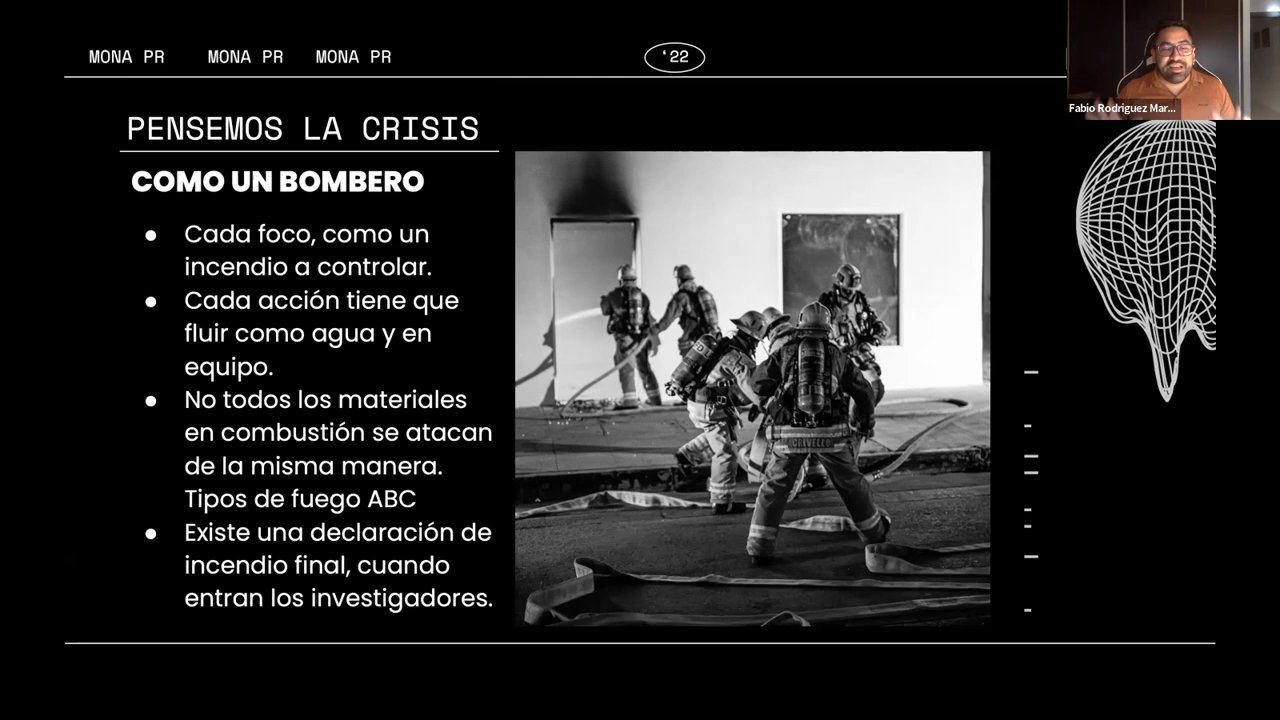 MONA PR MONA PR MONA PR ‘22
Fabio Rodriguez Mar...
PENSEMOS LA CRISIS
COMO UN BOMBERO
● Cada foco, como un
incendio a controlar.
● Cada acción tiene que
fluir como agua y en
equipo.
● No todos los materiales
en combustión se atacan
de la misma manera.
Tipos de fuego ABC
● Existe una declaración de
incendio final, cuando
entran los investigadores.
CRIVELLO